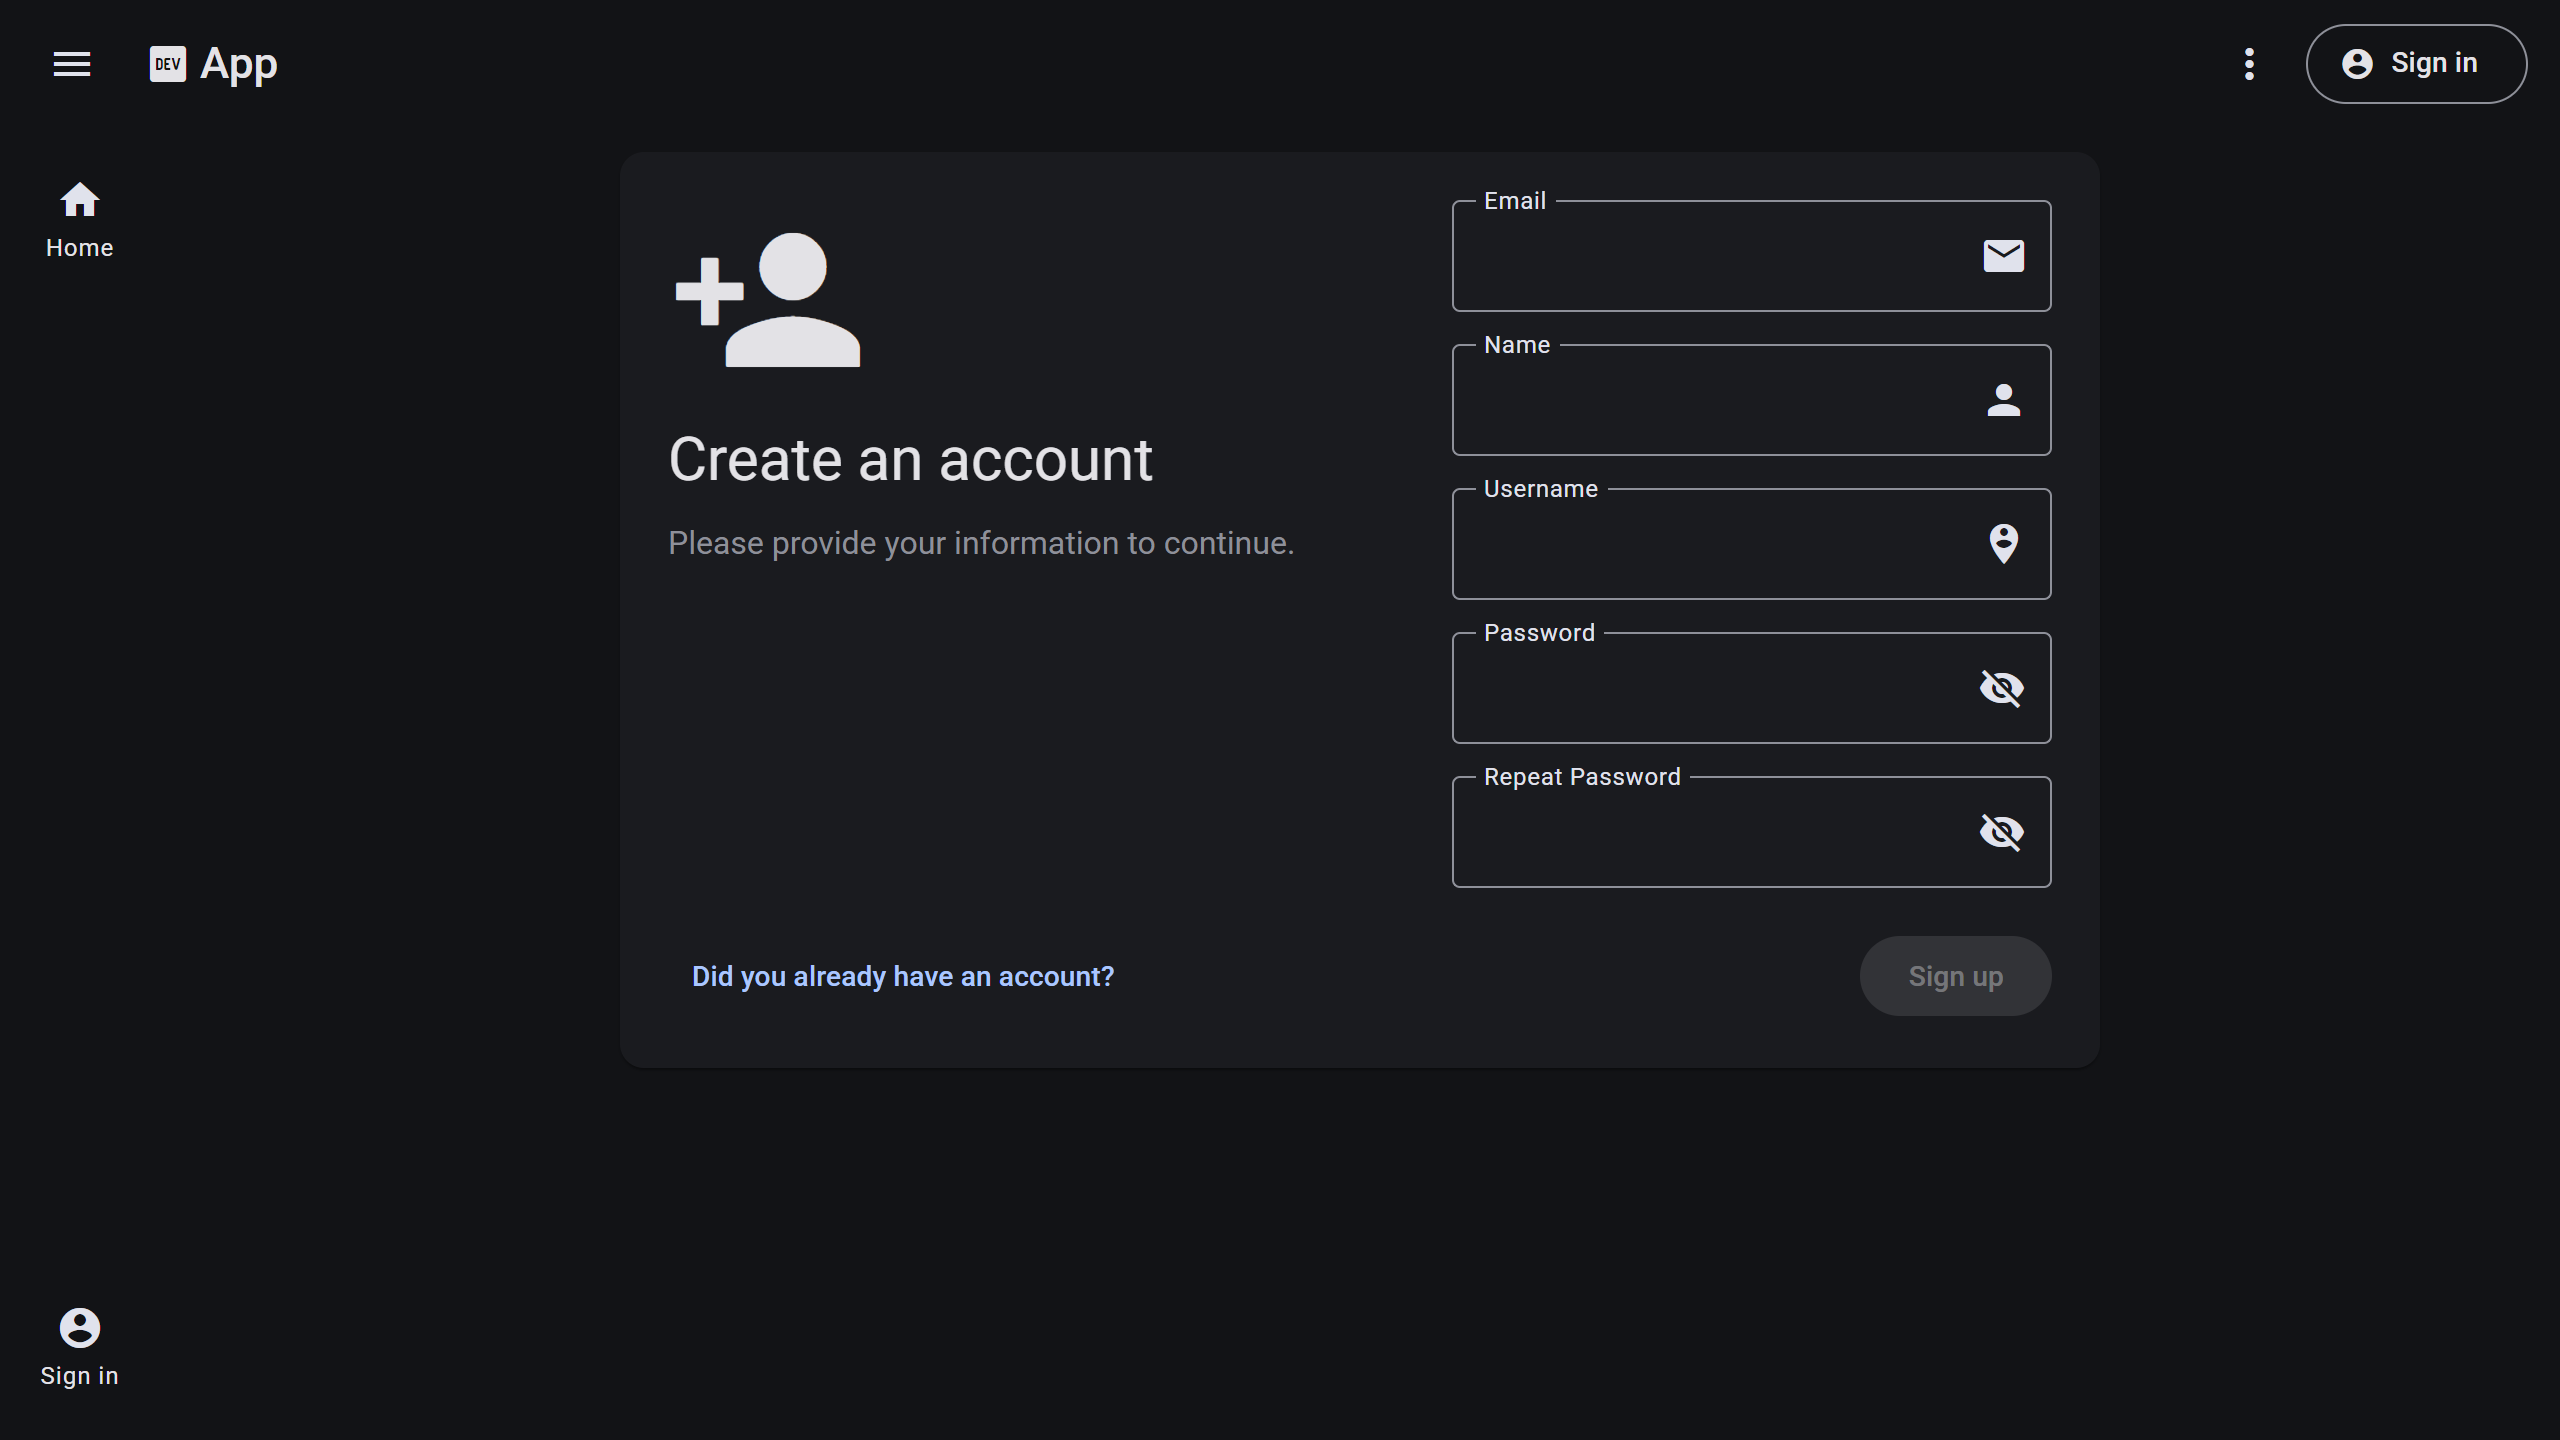 DEV App
Sign in
Home
Email
Name
Create an account
Username
Please provide your information to continue.
Password
Repeat Password
Did you already have an account?
Sign up
Sign in